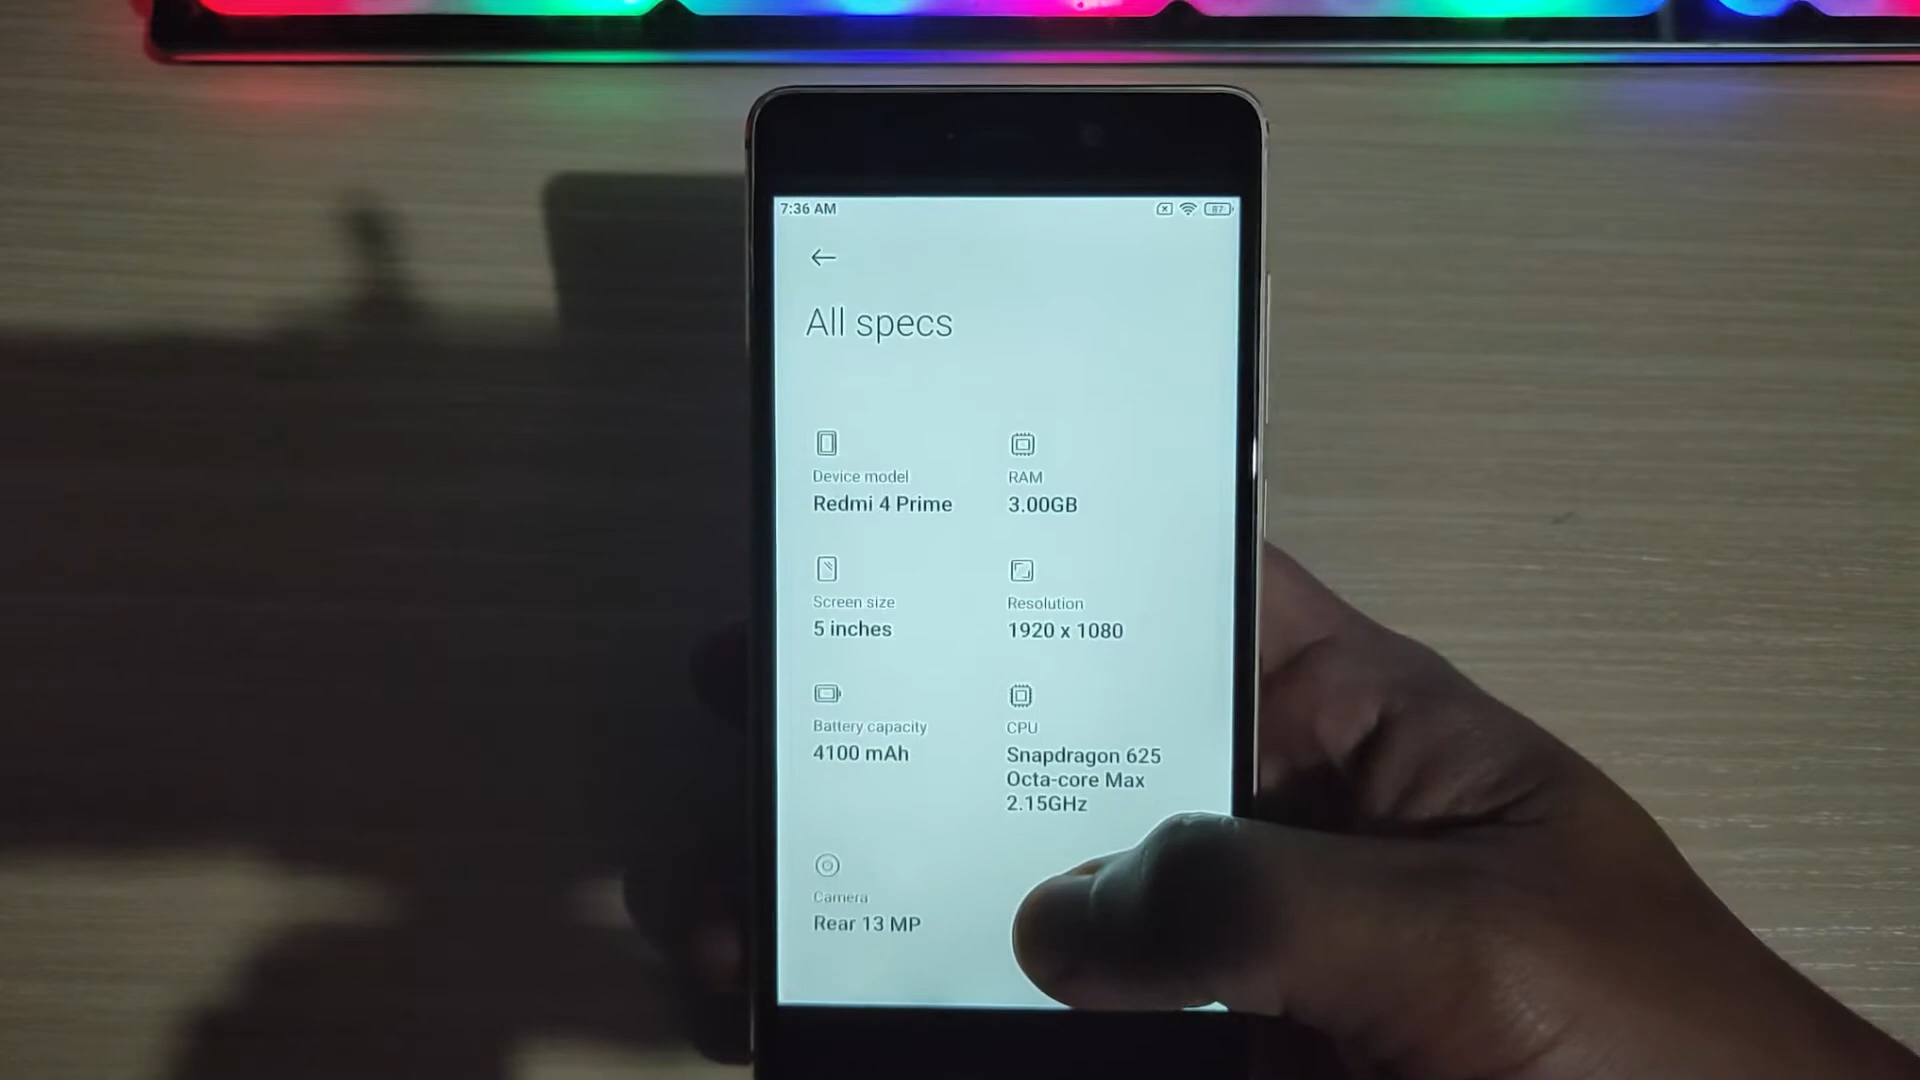 7:36 AM
87
All specs
Device model
Redmi 4 Prime
RAM
3.00GB
Screen size
5 inches
Resolution
1920 x 1080
Battery capacity
4100 mAh
CPU
Snapdragon 625
Octa-core Max
2.15GHz
Camera
Rear 13 MP